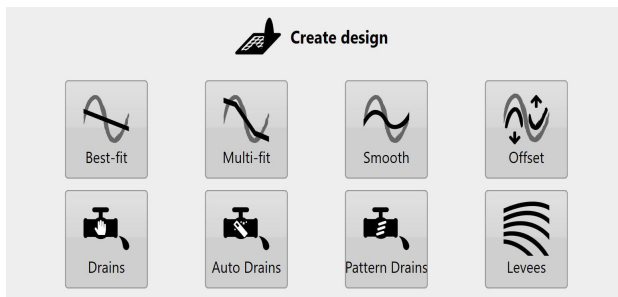 Create design
Best-fit
Multi-fit
Smooth
Offset
Drains
Auto Drains
Pattern Drains
Levees